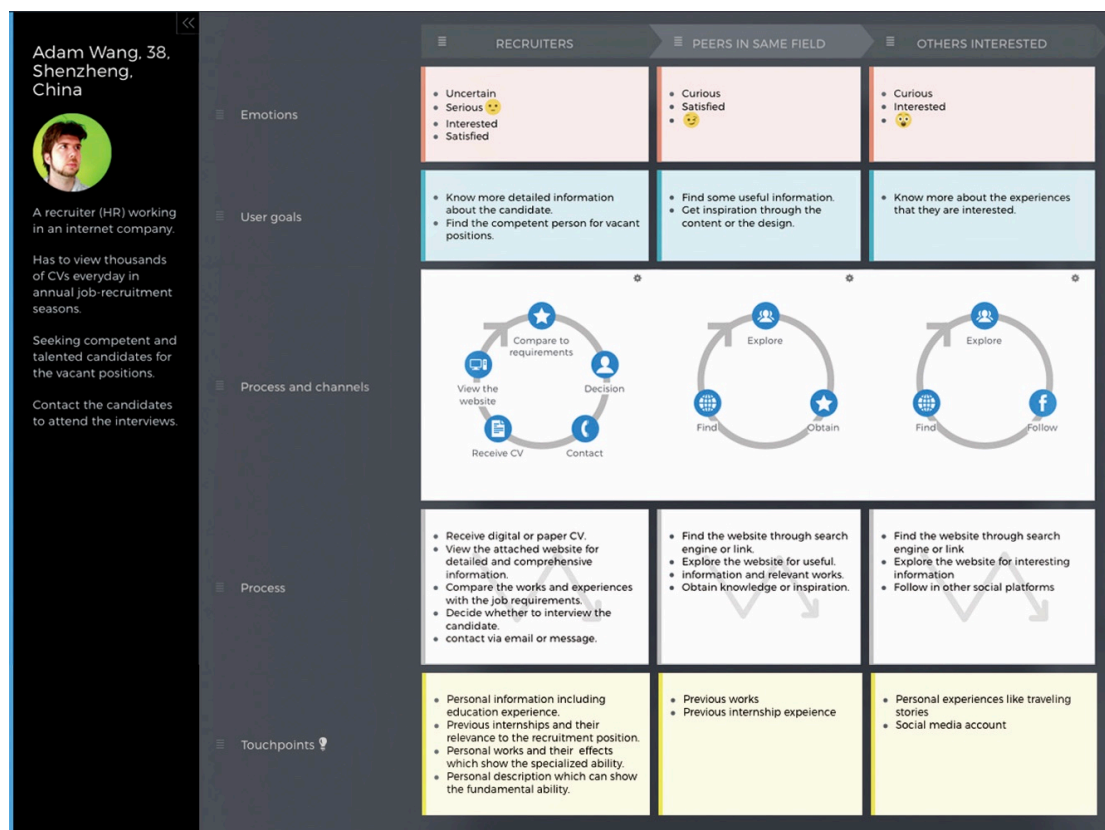 Adam Wang, 38,
Shenzheng,
China
A recruiter (HR) working
in an internet company.
Has to view thousands
of CVs everyday in
annual job-recruitment
seasons.
Seeking competent and
talented candidates for
the vacant positions.
Contact the candidates
to attend the interviews.
RECRUITERS
PEERS IN SAME FIELD
OTHERS INTERESTED
Emotions
Uncertain
Serious
Interested
Satisfied
Curious
Satisfied
Curious
Interested
User goals
Know more detailed information
about the candidate.
Find the competent person for vacant
positions.
Find some useful information.
Get inspiration through the
content or the design.
Know more about the experiences
that they are interested.
Process and channels
Compare to
requirements
View the
website
Decision
Receive CV
Contact
Explore
Find
Obtain
Explore
Find
Follow
Process
Receive digital or paper CV.
View the attached website for
detailed and comprehensive
information.
Compare the works and experiences
with the job requirements.
Decide whether to interview the
candidate.
contact via email or message.
Find the website through search
engine or link.
Explore the website for useful.
information and relevant works.
Obtain knowledge or inspiration.
Find the website through search
engine or link
Explore the website for interesting
information
Follow in other social platforms
Touchpoints
Personal information including
education experience.
Previous internships and their
relevance to the recruitment position.
Personal works and their effects
which show the specialized ability.
Personal description which can show
the fundamental ability.
Previous works
Previous internship expeience
Personal experiences like traveling
stories
Social media account